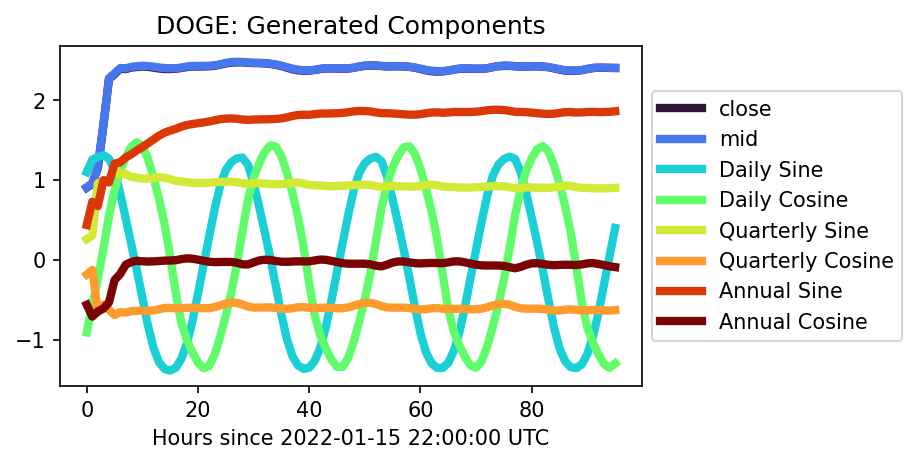 DOGE: Generated Components
2
1
0
−1
0 20 40 60 80
Hours since 2022-01-15 22:00:00 UTC
close
mid
Daily Sine
Daily Cosine
Quarterly Sine
Quarterly Cosine
Annual Sine
Annual Cosine